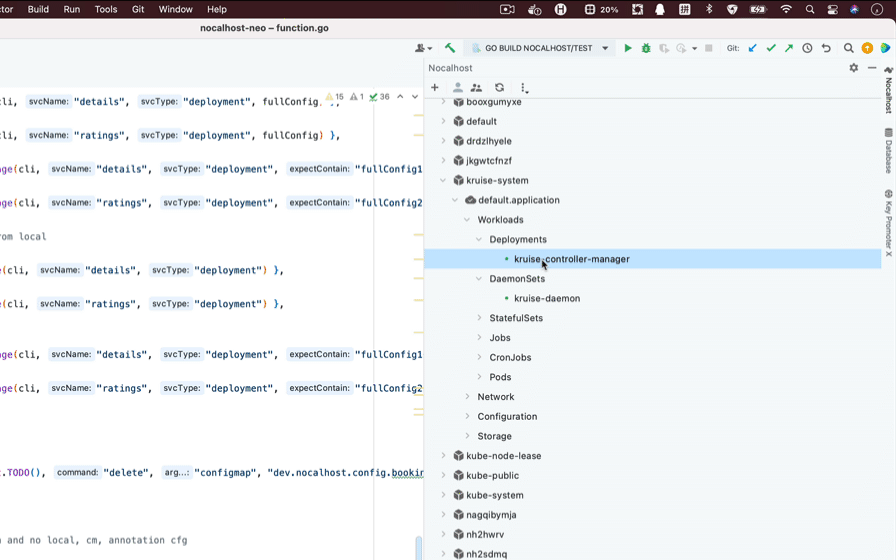 ctor Build Run Tools Git Window Help 20%
nocalhost-neo – function.go
GO BUILD NOCALHOST/TEST Git:
Nocalhost
15 1 36
cli, svcName: "details", svcType: "deployment", fullConfig
cli, svcName: "ratings", svcType: "deployment", fullConfig) },
age(cli, svcName: "details", svcType: "deployment", expectContain: "fullConfig1
age(cli, svcName: "ratings", svcType: "deployment", expectContain: "fullConfig2
rom local
e(cli, svcName: "details", svcType: "deployment") },
e(cli, svcName: "ratings", svcType: "deployment") },
age(cli, svcName: "details", svcType: "deployment", expectContain: "fullConfig1
age(cli, svcName: "ratings", svcType: "deployment", expectContain: "fullConfig2
t.TODO(), command: "delete", arg...: "configmap", "dev.nocalhost.config.bookin
n and no local, cm, annotation cfg
booxgumyxe
default
drdzlhyele
jkgwtcfnzf
kruise-system
default.application
Workloads
Deployments
kruise-controller-manager
DaemonSets
kruise-daemon
StatefulSets
Jobs
CronJobs
Pods
Network
Configuration
Storage
kube-node-lease
kube-public
kube-system
nagqibymja
nh2hwrv
nh2sdmq
Nocalhost
Database
Key Promoter X